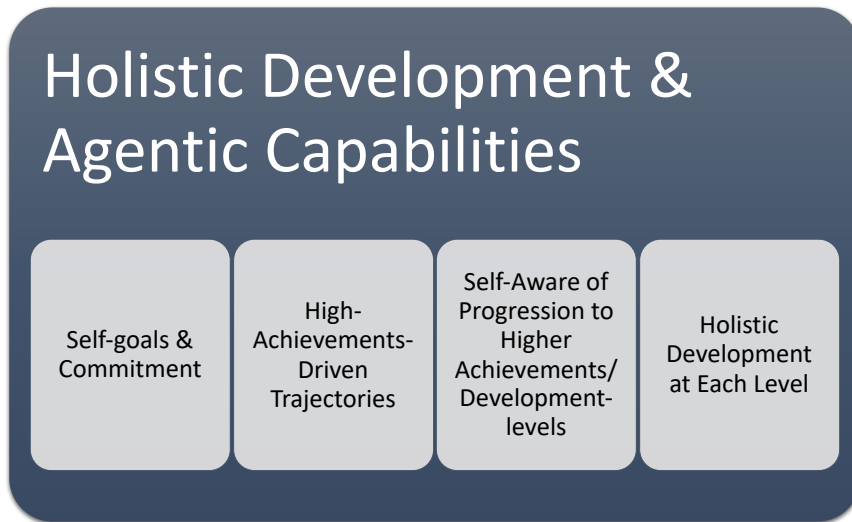 Holistic Development &
Agentic Capabilities
Self-goals &
Commitment
High-
Achievements-
Driven
Trajectories
Self-Aware of
Progression to
Higher
Achievements/
Development-
levels
Holistic
Development
at Each Level